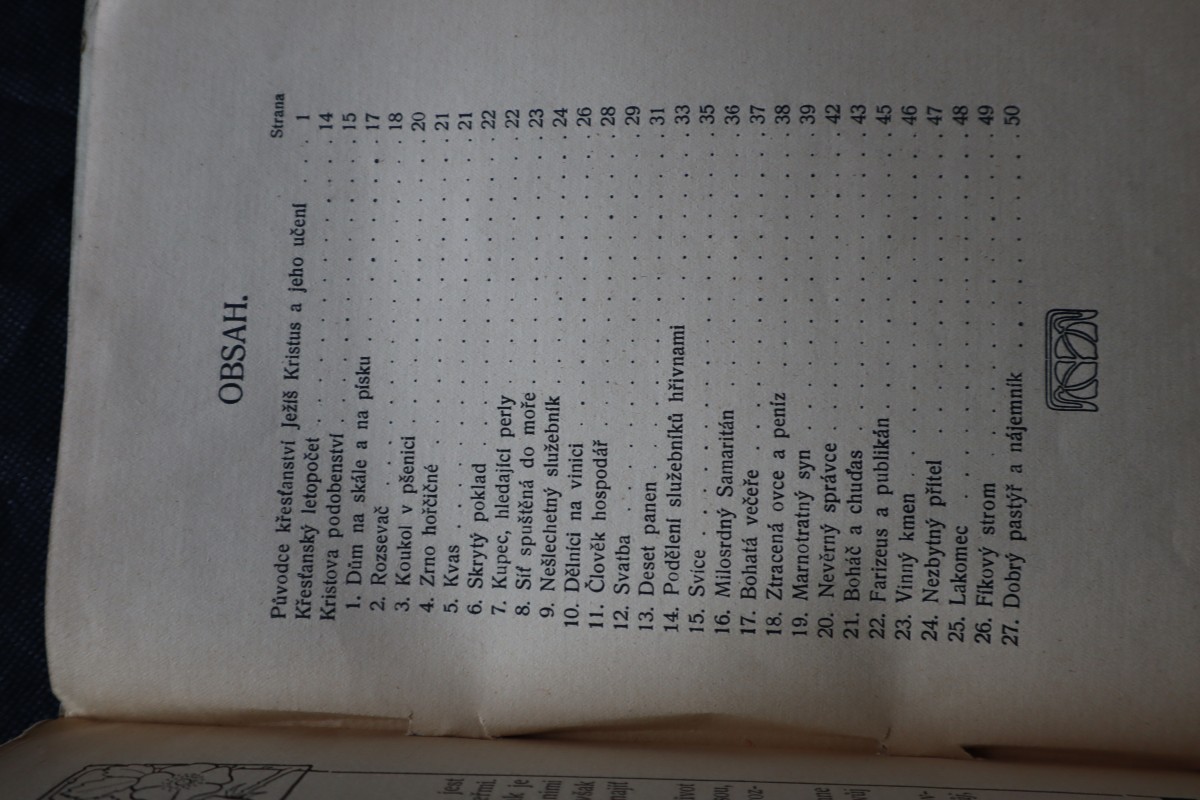 OBSAH.
Strana
Původce křesťanství Ježíš Kristus a jeho učení . . 1
Křesťanský letopočet . . . . . . . . . . . 14
Kristova podobenství . . . . . . . . . . . 15
1. Dům na skále a na písku . . . . . . . . 17
2. Rozsevač . . . . . . . . . . . . . 18
3. Koukol v pšenici . . . . . . . . . . . 20
4. Zrno hořčičné . . . . . . . . . . . . 21
5. Kvas . . . . . . . . . . . . . . . 21
6. Skrytý poklad . . . . . . . . . . . . 22
7. Kupec, hledající perly . . . . . . . . . 22
8. Síť spuštěná do moře . . . . . . . . . 23
9. Nešlechetný služebník . . . . . . . . . 24
10. Dělníci na vinici . . . . . . . . . . . 26
11. Člověk hospodář . . . . . . . . . . . 28
12. Svatba . . . . . . . . . . . . . . 29
13. Deset panen . . . . . . . . . . . . 31
14. Podělení služebníků hřivnami . . . . . . 33
15. Svíce . . . . . . . . . . . . . . . 35
16. Milosrdný Samaritán . . . . . . . . . 36
17. Bohatá večeře . . . . . . . . . . . . 37
18. Ztracená ovce a peníz . . . . . . . . . 38
19. Marnotratný syn . . . . . . . . . . . 39
20. Nevěrný správce . . . . . . . . . . . 42
21. Boháč a chuďas . . . . . . . . . . . 43
22. Farizeus a publikán . . . . . . . . . . 45
23. Vinný kmen . . . . . . . . . . . . 46
24. Nezbytný přítel . . . . . . . . . . . 47
25. Lakomec . . . . . . . . . . . . . 48
26. Fíkový strom . . . . . . . . . . . . 49
27. Dobrý pastýř a nájemník . . . . . . . . 50
jest